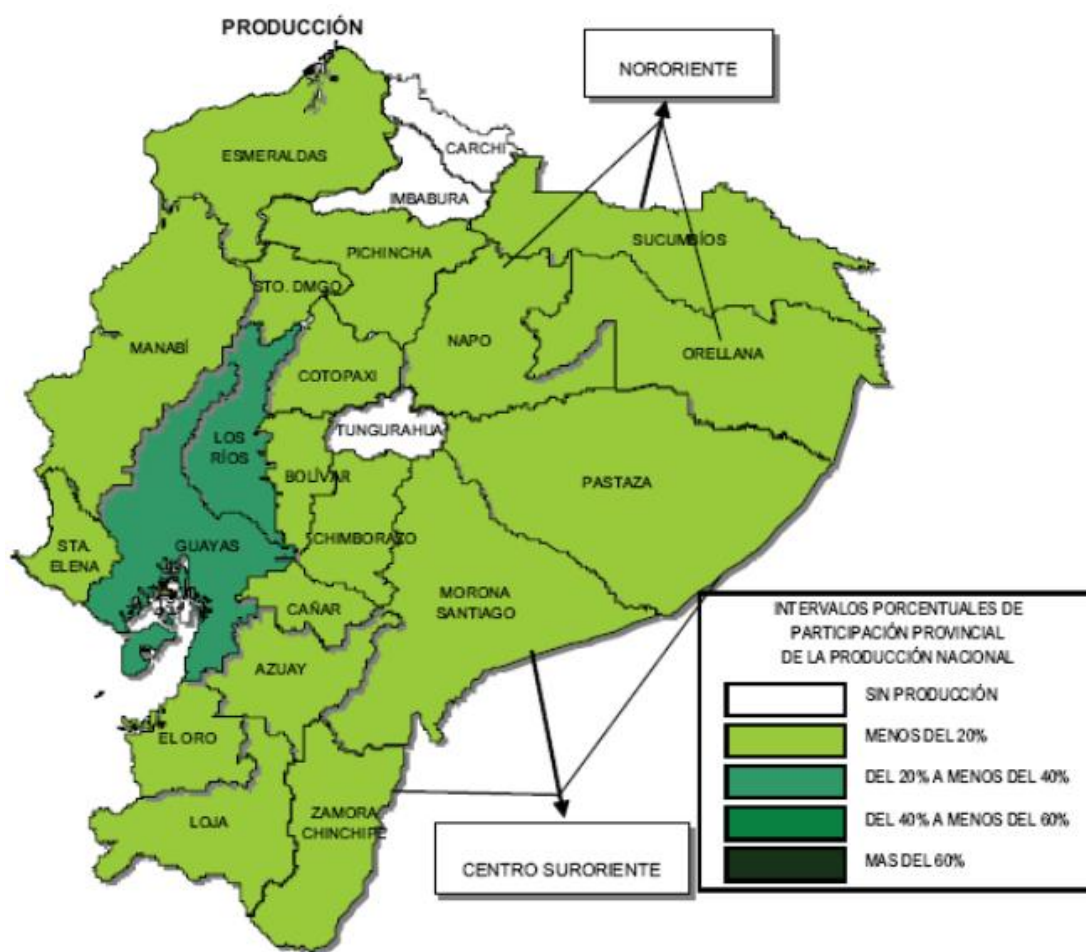 PRODUCCIÓN
NORORIENTE
CARCHI
ESMERALDAS
IMBABURA
SUCUMBÍOS
PICHINCHA
STO. DMGO
NAPO
ORELLANA
MANABÍ
COTOPAXI
TUNGURAHUA
LOS
RÍOS
BOLÍVAR
PASTAZA
STA.
ELENA
GUAYAS
CHIMBORAZO
MORONA
SANTIAGO
CAÑAR
AZUAY
EL ORO
LOJA
ZAMORA
CHINCHIPE
CENTRO SURORIENTE
INTERVALOS PORCENTUALES DE
PARTICIPACIÓN PROVINCIAL
DE LA PRODUCCIÓN NACIONAL
SIN PRODUCCIÓN
MENOS DEL 20%
DEL 20% A MENOS DEL 40%
DEL 40% A MENOS DEL 60%
MAS DEL 60%